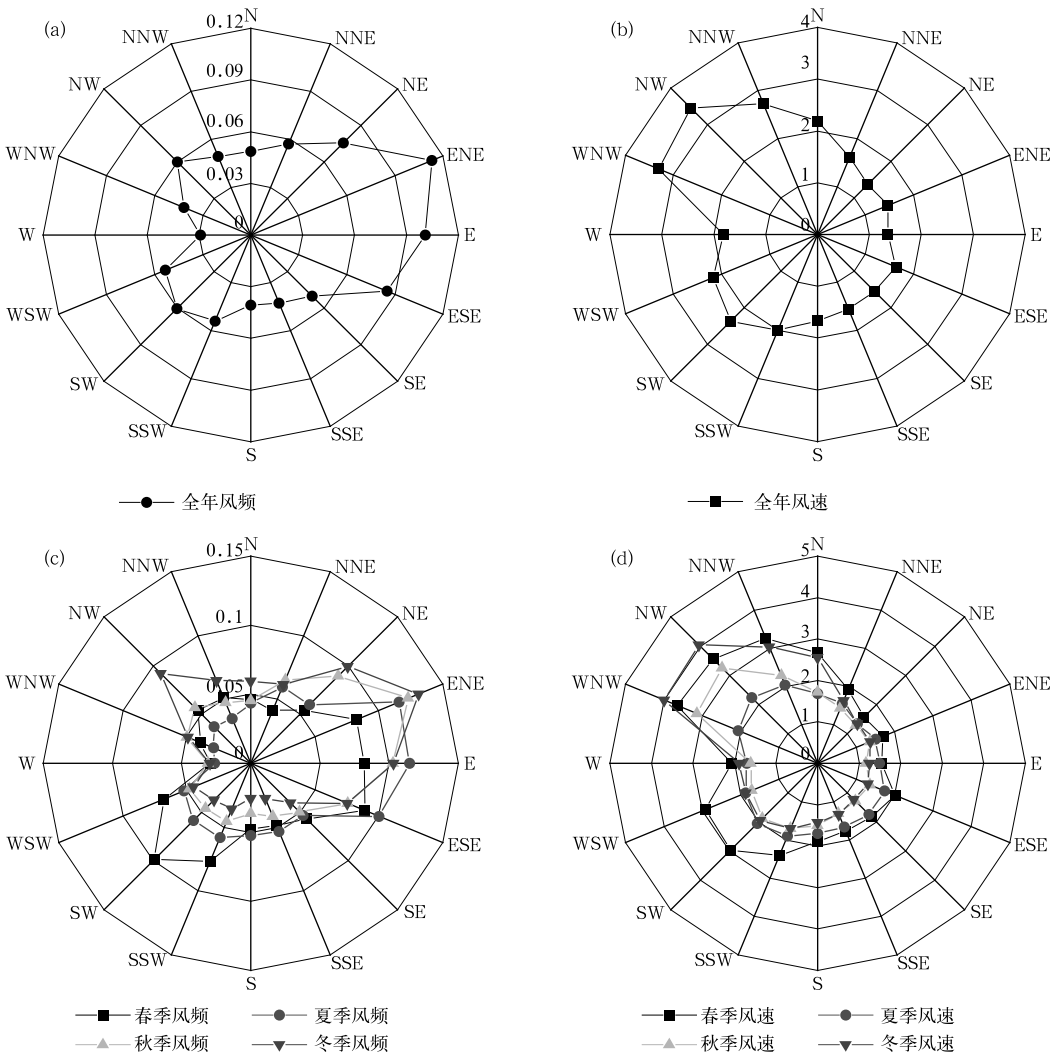 (a)
N
NNE
NE
ENE
E
ESE
SE
SSE
S
SSW
SW
WSW
W
WNW
NW
NNW
0.12
0.09
0.06
0.03
0
全年风频
(b)
N
NNE
NE
ENE
E
ESE
SE
SSE
S
SSW
SW
WSW
W
WNW
NW
NNW
4
3
2
1
0
全年风速
(c)
N
NNE
NE
ENE
E
ESE
SE
SSE
S
SSW
SW
WSW
W
WNW
NW
NNW
0.15
0.1
0.05
0
春季风频 夏季风频
秋季风频 冬季风频
(d)
N
NNE
NE
ENE
E
ESE
SE
SSE
S
SSW
SW
WSW
W
WNW
NW
NNW
5
4
3
2
1
0
春季风速 夏季风速
秋季风速 冬季风速